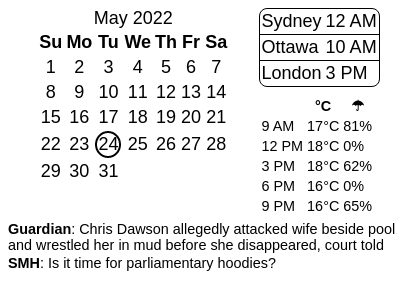 May 2022
Su Mo Tu We Th Fr Sa
1 2 3 4 5 6 7
8 9 10 11 12 13 14
15 16 17 18 19 20 21
22 23 24 25 26 27 28
29 30 31
Sydney 12 AM
Ottawa 10 AM
London 3 PM
°C ☂
9 AM 17°C 81%
12 PM 18°C 0%
3 PM 18°C 62%
6 PM 16°C 0%
9 PM 16°C 65%
Guardian: Chris Dawson allegedly attacked wife beside pool
and wrestled her in mud before she disappeared, court told
SMH: Is it time for parliamentary hoodies?